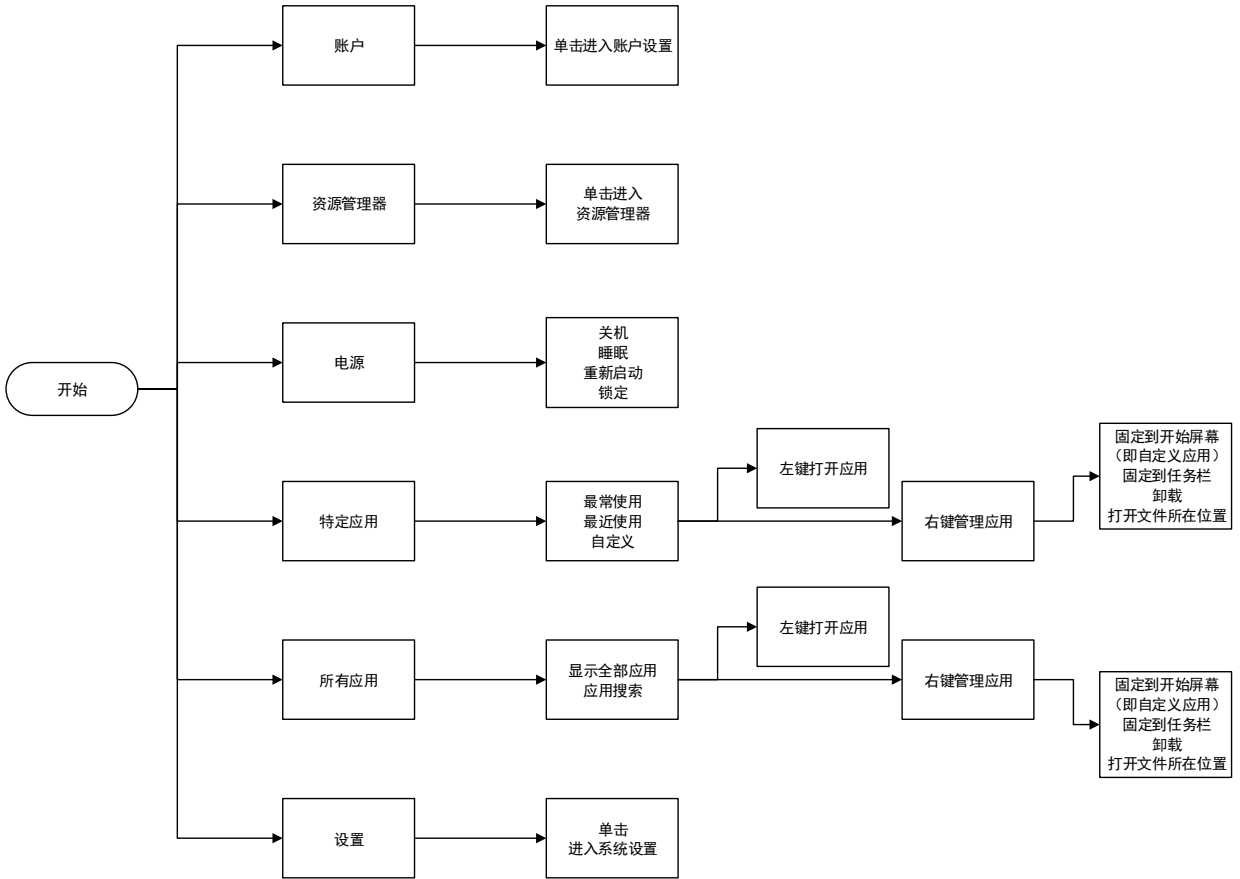 账户
单击进入账户设置
资源管理器
单击进入
资源管理器
开始
电源
关机
睡眠
重新启动
锁定
特定应用
最常使用
最近使用
自定义
左键打开应用
右键管理应用
固定到开始屏幕
（即自定义应用）
固定到任务栏
卸载
打开文件所在位置
所有应用
显示全部应用
应用搜索
左键打开应用
右键管理应用
固定到开始屏幕
（即自定义应用）
固定到任务栏
卸载
打开文件所在位置
设置
单击
进入系统设置